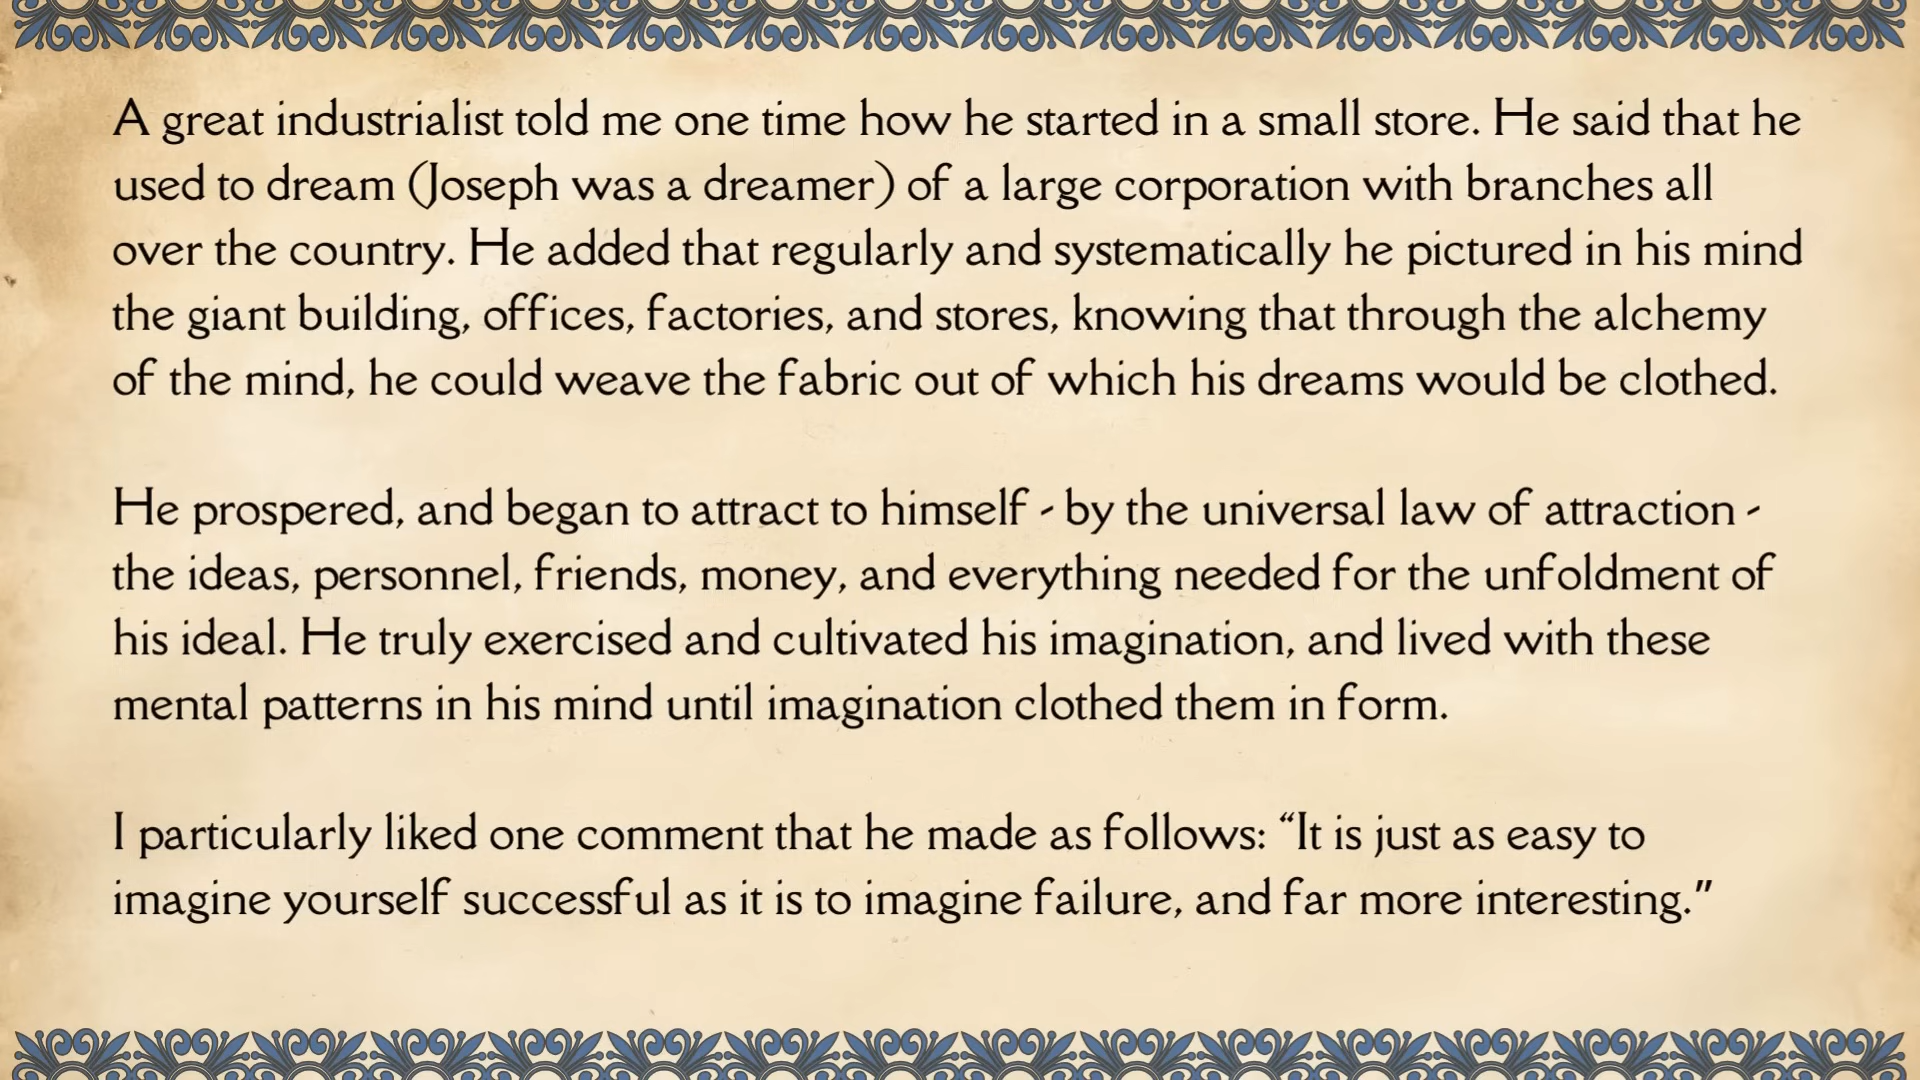 A great industrialist told me one time how he started in a small store. He said that he
used to dream (Joseph was a dreamer) of a large corporation with branches all
over the country. He added that regularly and systematically he pictured in his mind
the giant building, offices, factories, and stores, knowing that through the alchemy
of the mind, he could weave the fabric out of which his dreams would be clothed.
He prospered, and began to attract to himself - by the universal law of attraction -
the ideas, personnel, friends, money, and everything needed for the unfoldment of
his ideal. He truly exercised and cultivated his imagination, and lived with these
mental patterns in his mind until imagination clothed them in form.
I particularly liked one comment that he made as follows: “It is just as easy to
imagine yourself successful as it is to imagine failure, and far more interesting."